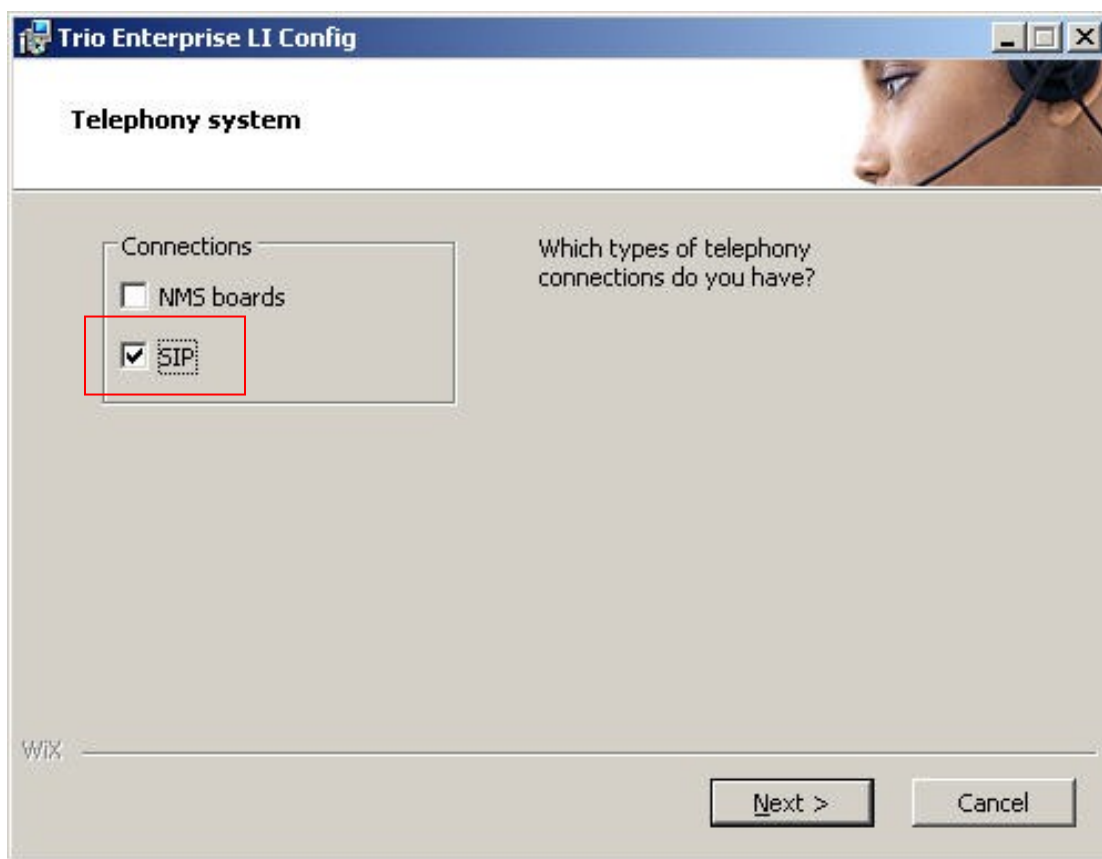 Trio Enterprise LI Config
Telephony system
Connections
NMS boards
SIP
Which types of telephony
connections do you have?
WiX
Next >
Cancel